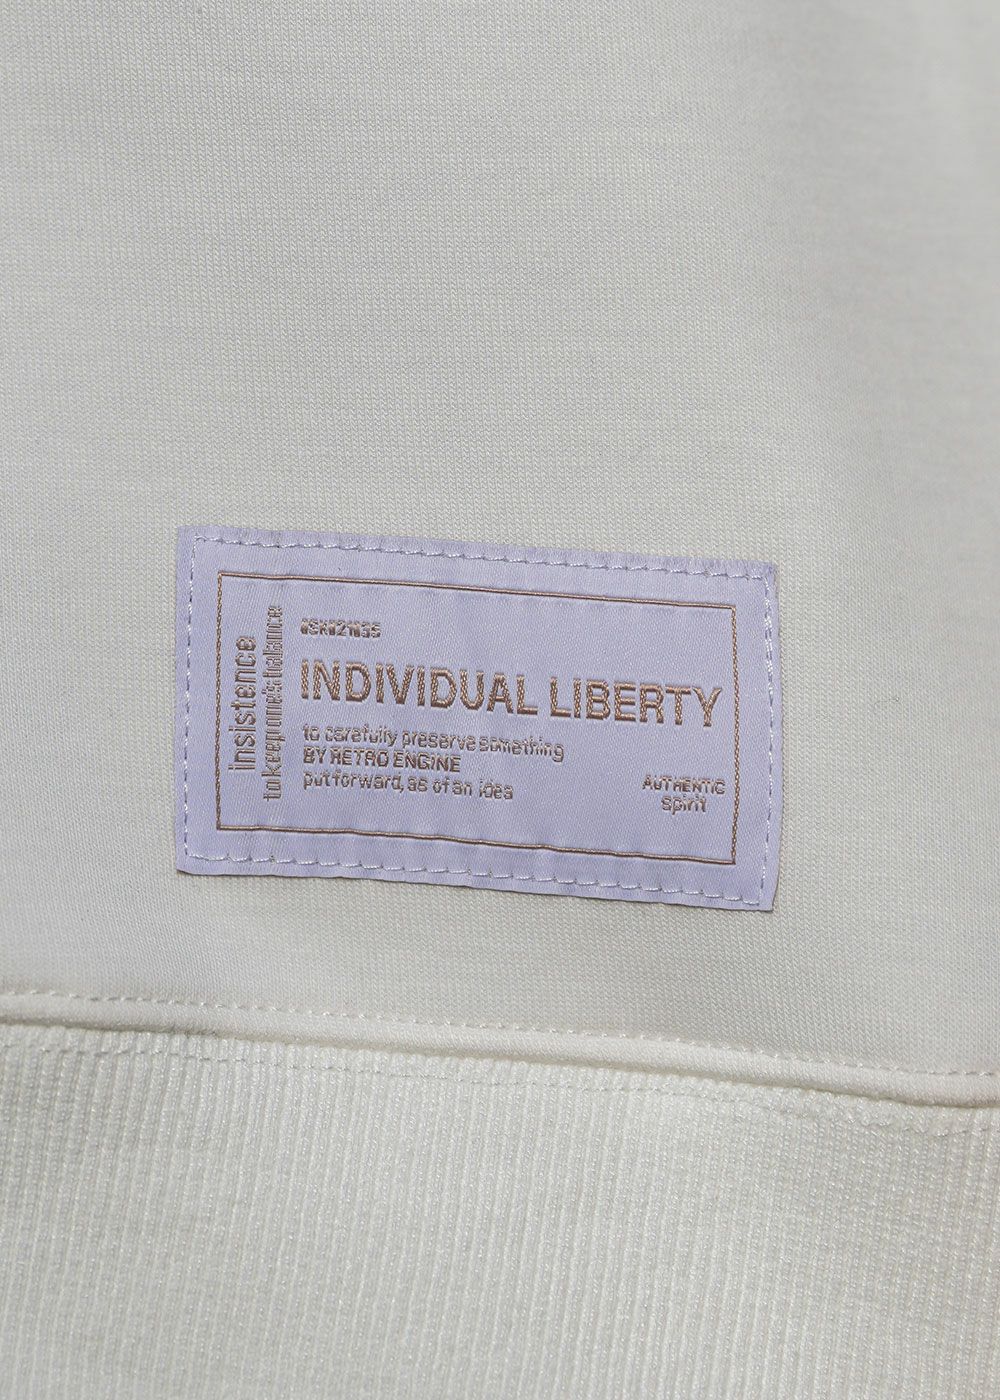 insistence
to keep one's balance
INDIVIDUAL LIBERTY
to carefully preserve something
BY RETRO ENGINE
put forward, as of an idea
AUTHENTIC
spirit